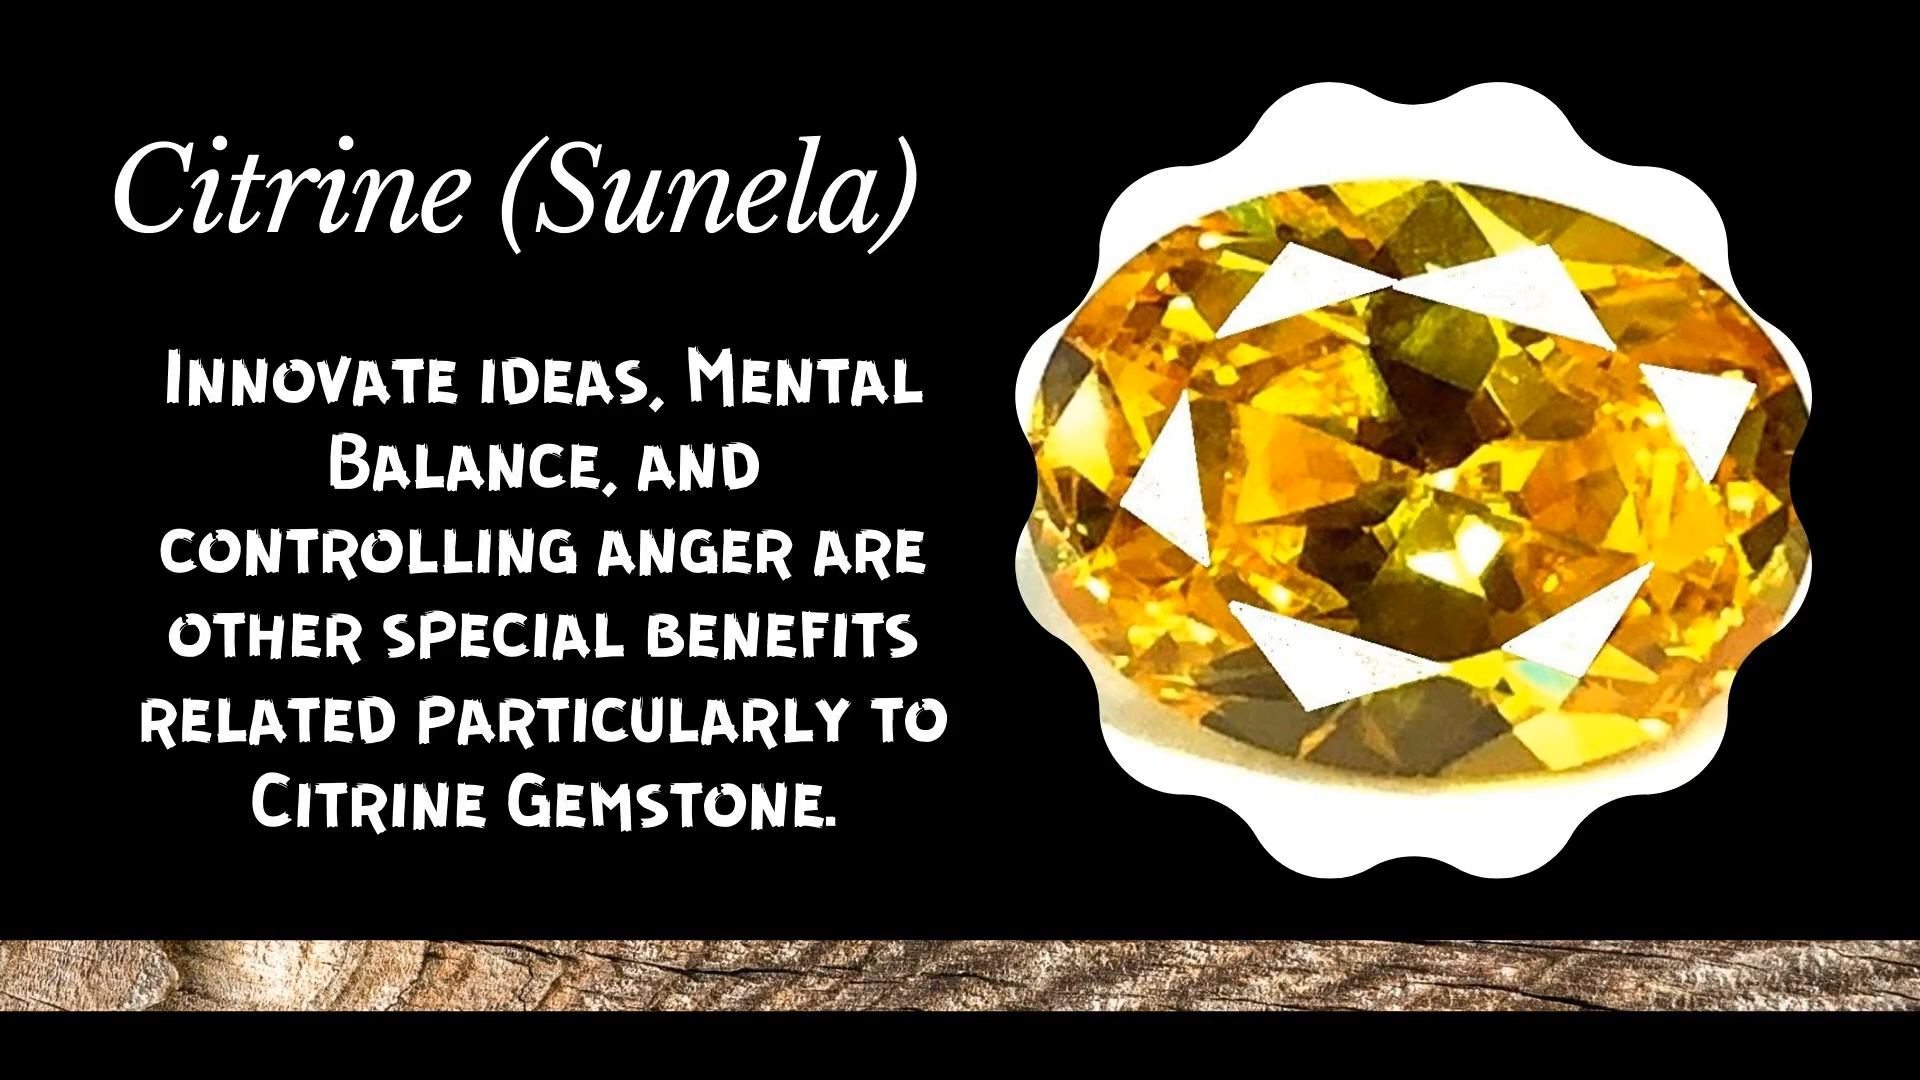 Citrine (Sunela)
Innovate ideas, Mental
Balance, and
controlling anger are
other special benefits
related particularly to
Citrine Gemstone.